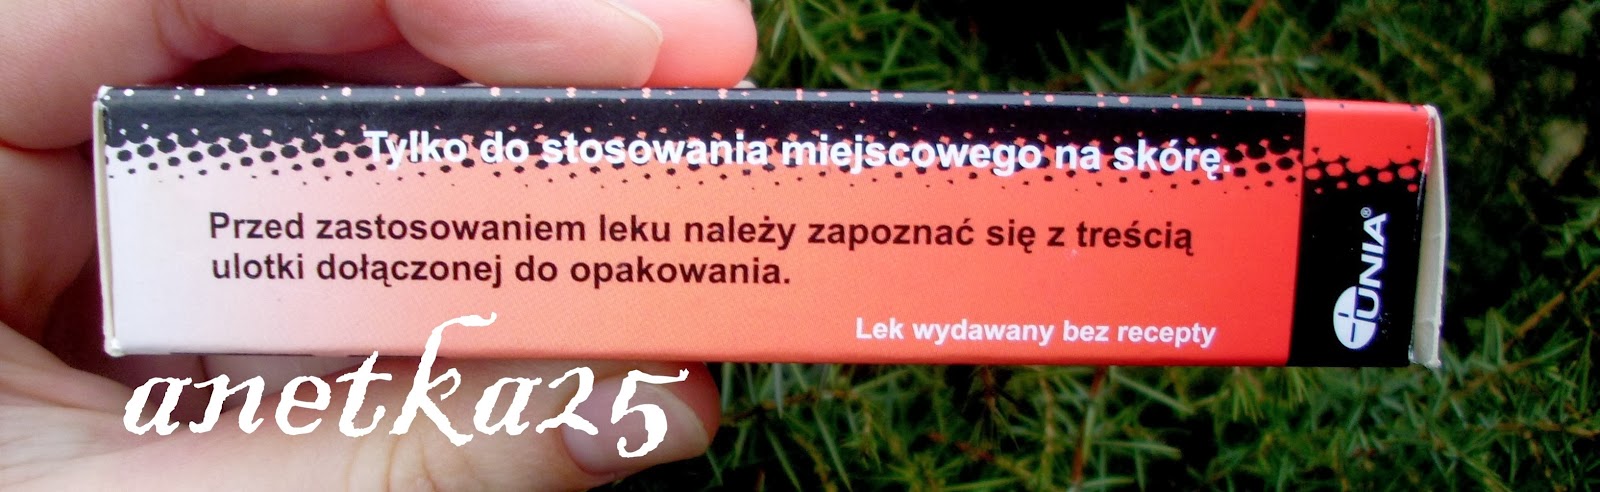 Tylko do stosowania miejscowego na skórę.
Przed zastosowaniem leku należy zapoznać się z treścią
ulotki dołączonej do opakowania.
Lek wydawany bez recepty
UNIA®
anetka25